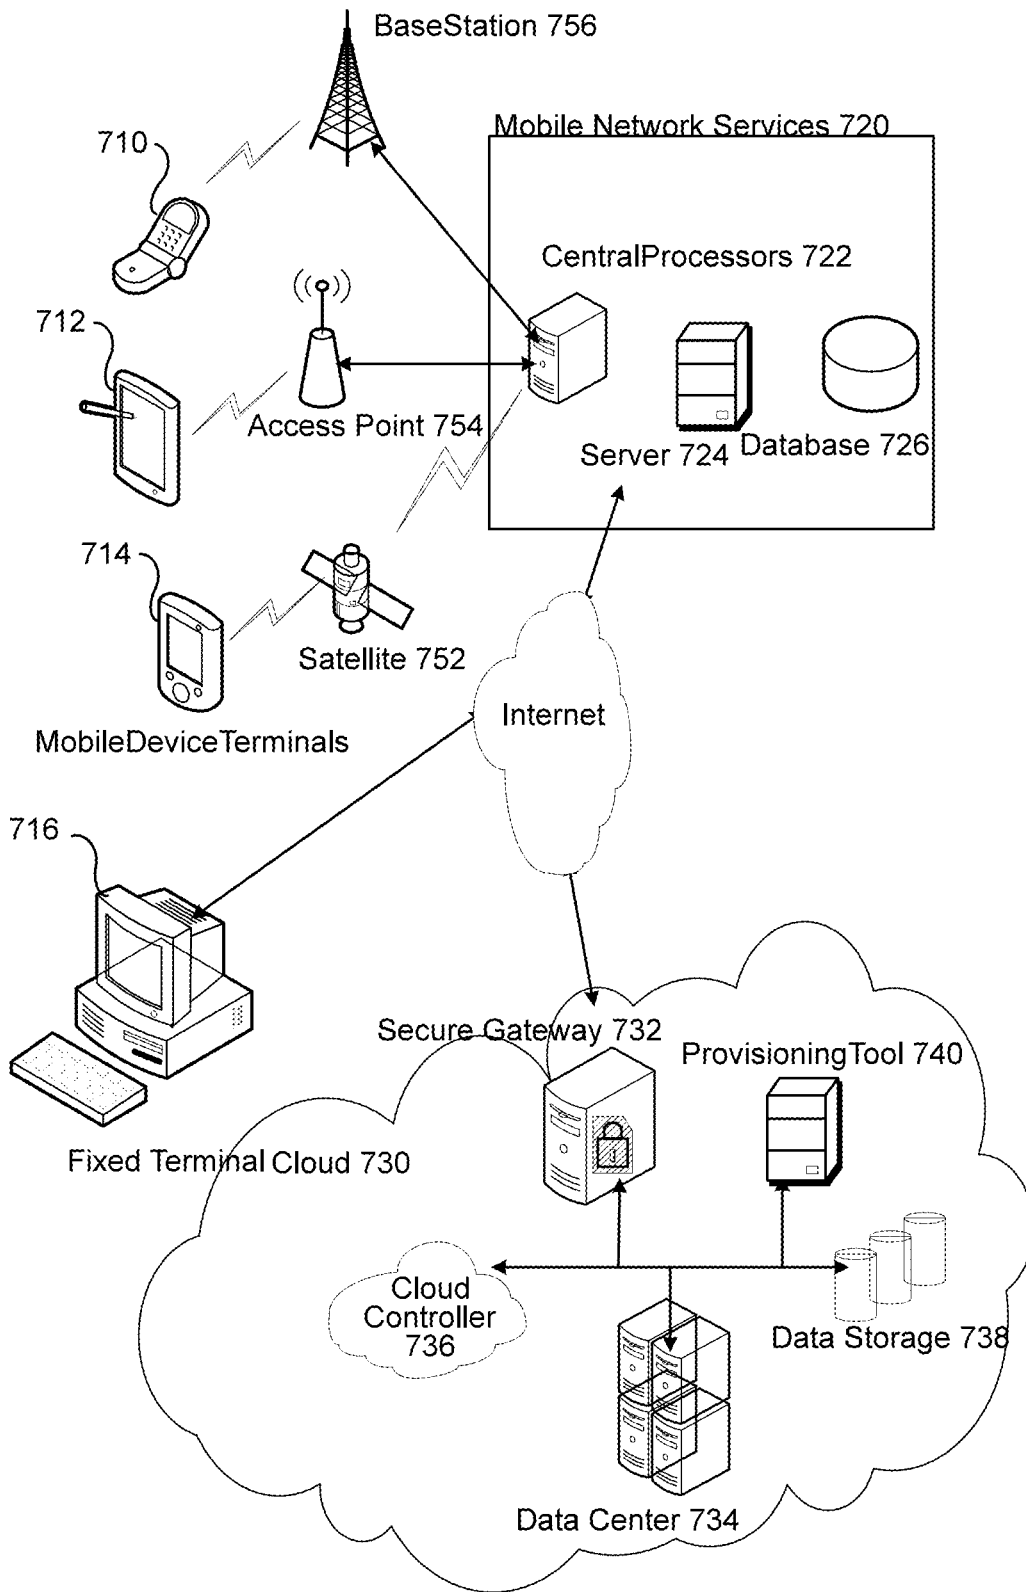 BaseStation 756
710
Mobile Network Services 720
CentralProcessors 722
712
Access Point 754
Server 724
Database 726
714
Satellite 752
Internet
MobileDeviceTerminals
716
Secure Gateway 732
ProvisioningTool 740
Fixed Terminal
Cloud 730
Cloud
Controller
736
Data Storage 738
Data Center 734